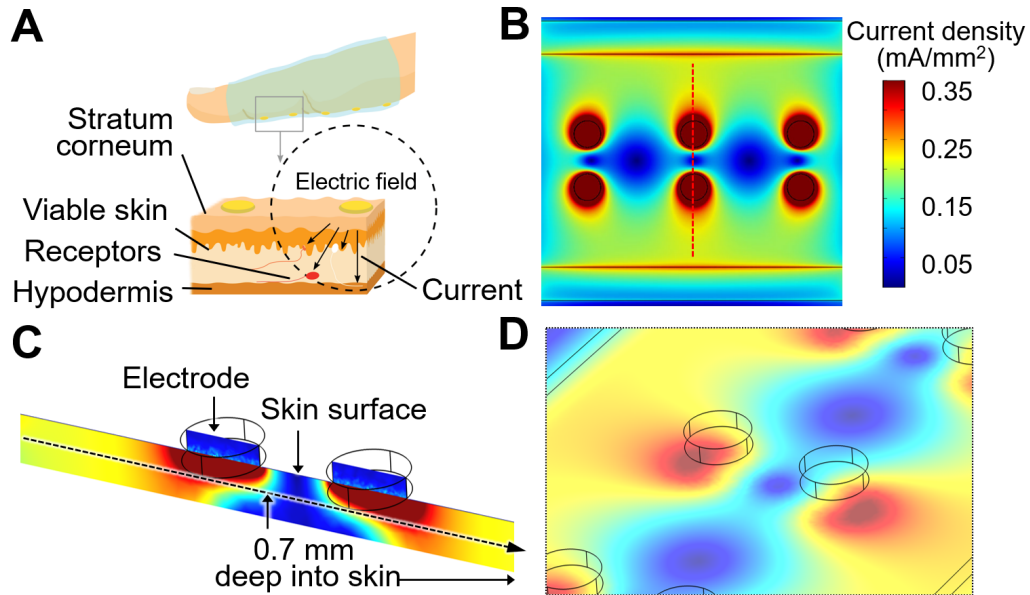 A
Stratum
corneum
Electric field
Viable skin
Receptors
Hypodermis
Current
B
Current density
(mA/mm²)
0.35
0.25
0.15
0.05
C
Electrode
Skin surface
0.7 mm
deep into skin
D